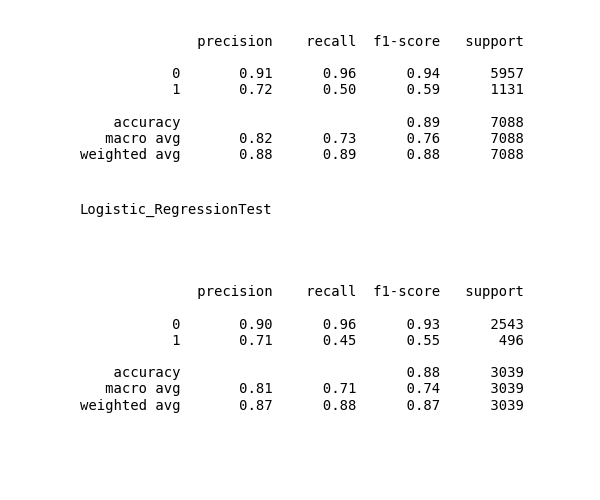 precision recall f1-score support
0 0.91 0.96 0.94 5957
1 0.72 0.50 0.59 1131
accuracy 0.89 7088
macro avg 0.82 0.73 0.76 7088
weighted avg 0.88 0.89 0.88 7088
Logistic_RegressionTest
precision recall f1-score support
0 0.90 0.96 0.93 2543
1 0.71 0.45 0.55 496
accuracy 0.88 3039
macro avg 0.81 0.71 0.74 3039
weighted avg 0.87 0.88 0.87 3039